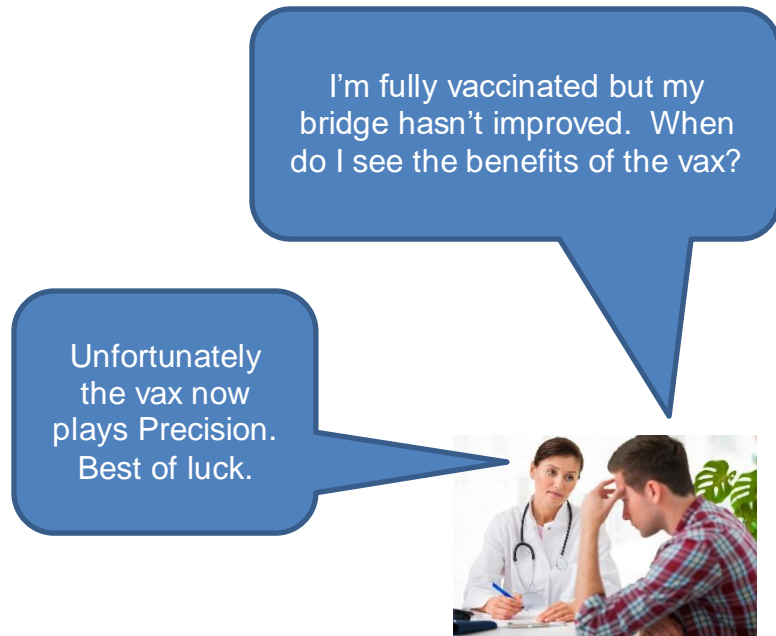 I’m fully vaccinated but my
bridge hasn’t improved.  When
do I see the benefits of the vax?
Unfortunately
the vax now
plays Precision.
Best of luck.